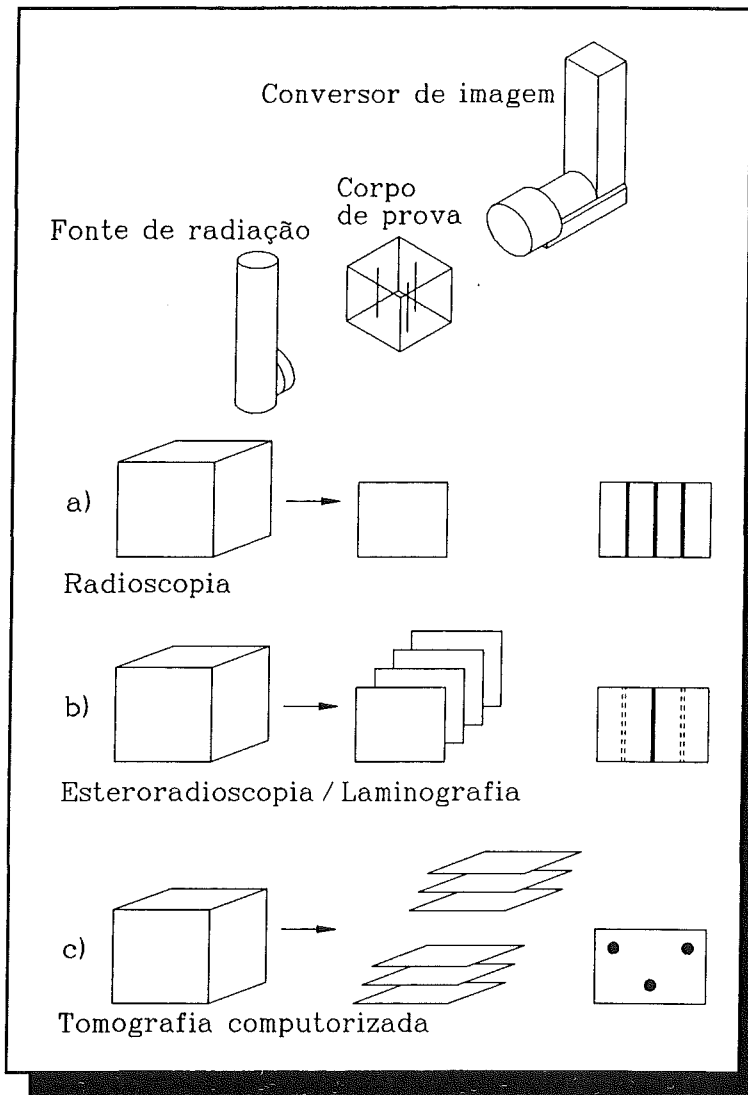 Conversor de imagem
Corpo
de prova
Fonte de radiação
a)
Radioscopia
b)
Esteroradioscopia / Laminografia
c)
Tomografia computorizada